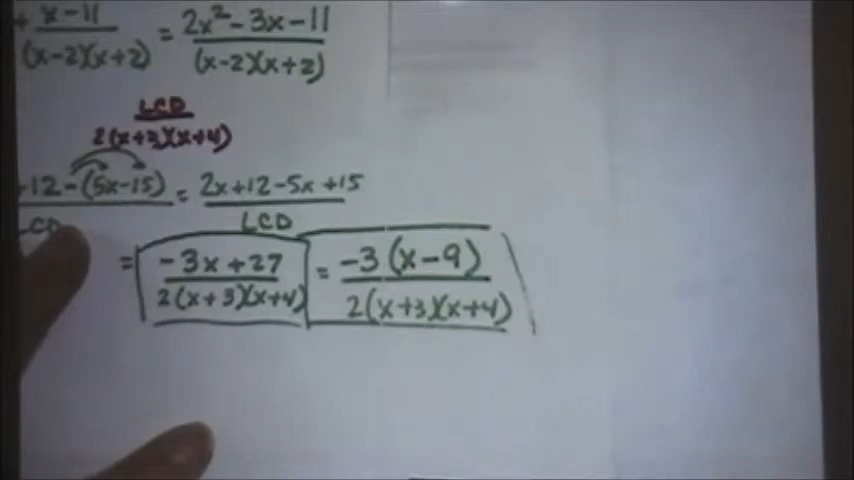 + x-11 / (x-2)(x+2) = 2x² - 3x - 11 / (x-2)(x+2)
LCD
2(x+3)(x+4)
+12 - (5x-15) / LCD = 2x+12-5x+15 / LCD
= -3x+27 / 2(x+3)(x+4) = -3(x-9) / 2(x+3)(x+4)